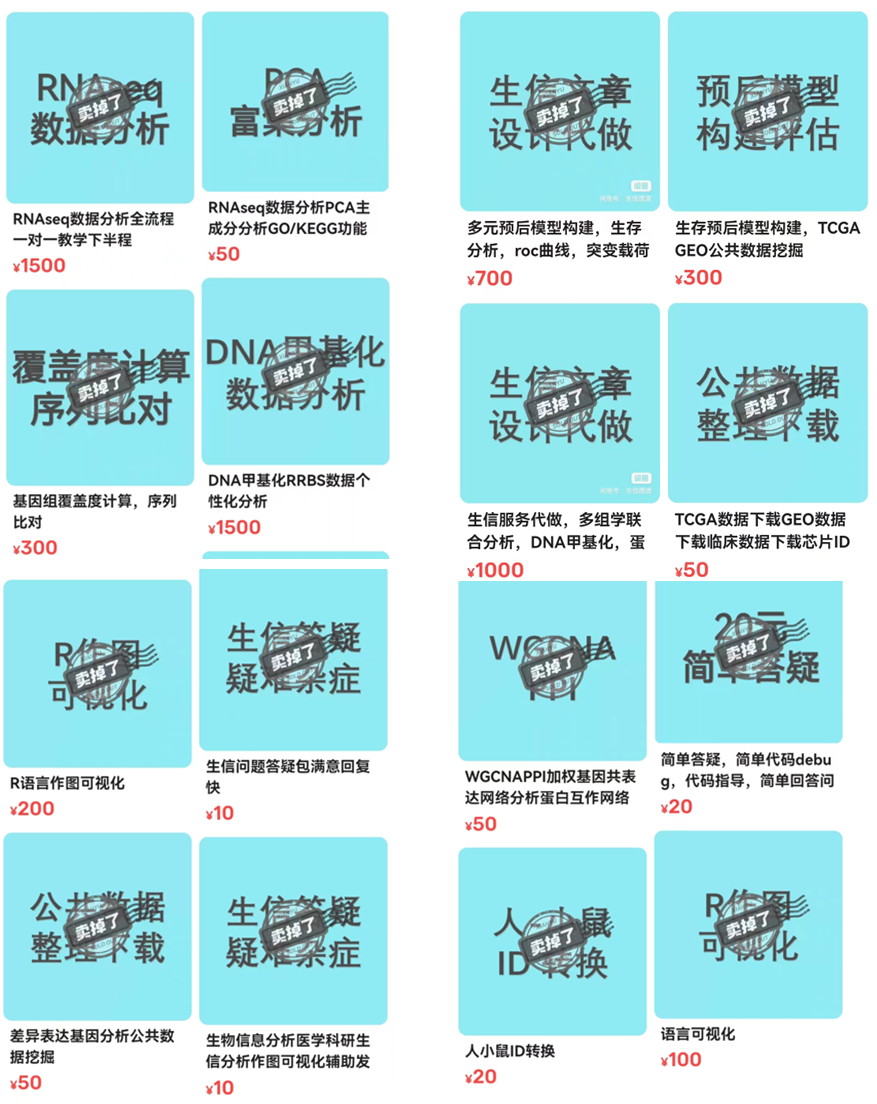 RNAseq
数据分析
卖掉了
RNAseq数据分析全流程
一对一教学下半程
¥1500
PCA
富集分析
卖掉了
RNAseq数据分析PCA主
成分分析GO/KEGG功能
¥50
生信文章
设计代做
卖掉了
闲鱼
多元预后模型构建，生存
分析，roc曲线，突变载荷
¥700
预后模型
构建评估
卖掉了
生存预后模型构建，TCGA
GEO公共数据挖掘
¥300
覆盖度计算
序列比对
卖掉了
基因组覆盖度计算，序列
比对
¥300
DNA甲基化
数据分析
卖掉了
DNA甲基化RRBS数据个
性化分析
¥1500
生信文章
设计代做
卖掉了
闲鱼
生信服务代做，多组学联
合分析，DNA甲基化，蛋
¥1000
公共数据
整理下载
卖掉了
TCGA数据下载GEO数据
下载临床数据下载芯片ID
¥50
R作图
可视化
卖掉了
R语言作图可视化
¥200
生信答疑
疑难杂症
卖掉了
生信问题答疑包满意回复
快
¥10
WGCNA
PPI
卖掉了
WGCNAPPI加权基因共表
达网络分析蛋白互作网络
¥50
20元
简单答疑
卖掉了
简单答疑，简单代码debu
g，代码指导，简单回答问
¥20
公共数据
整理下载
卖掉了
差异表达基因分析公共数
据挖掘
¥50
生信答疑
疑难杂症
卖掉了
生物信息分析医学科研生
信分析作图可视化辅助发
¥10
人 小鼠
ID 转换
卖掉了
人小鼠ID转换
¥20
R作图
可视化
卖掉了
语言可视化
¥100